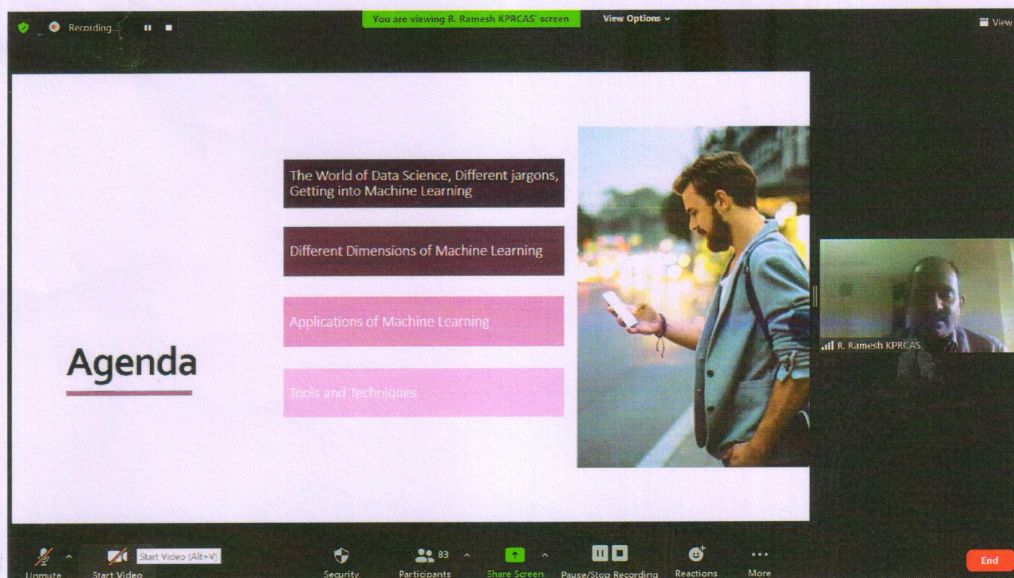 Recording...
You are viewing R. Ramesh KPRCAS' screen
View Options
View
The World of Data Science, Different jargons,
Getting into Machine Learning
Different Dimensions of Machine Learning
Applications of Machine Learning
Agenda
Tools and Techniques
R. Ramesh KPRCAS
Start Video (Alt+V)
83
Unmute
Start Video
Security
Participants
Share Screen
Pause/Stop Recording
Reactions
More
End